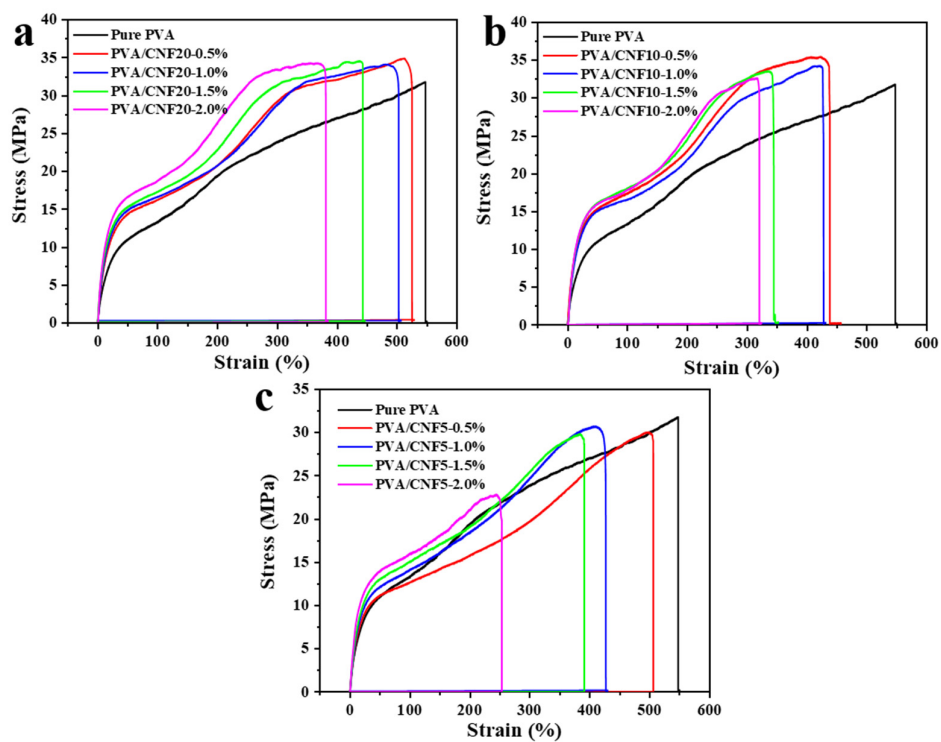 a
Pure PVA
PVA/CNF20-0.5%
PVA/CNF20-1.0%
PVA/CNF20-1.5%
PVA/CNF20-2.0%
Stress (MPa)
40
35
30
25
20
15
10
5
0
0 100 200 300 400 500 600
Strain (%)
b
Pure PVA
PVA/CNF10-0.5%
PVA/CNF10-1.0%
PVA/CNF10-1.5%
PVA/CNF10-2.0%
Stress (MPa)
40
35
30
25
20
15
10
5
0
0 100 200 300 400 500 600
Strain (%)
c
Pure PVA
PVA/CNF5-0.5%
PVA/CNF5-1.0%
PVA/CNF5-1.5%
PVA/CNF5-2.0%
Stress (MPa)
35
30
25
20
15
10
5
0
0 100 200 300 400 500 600
Strain (%)